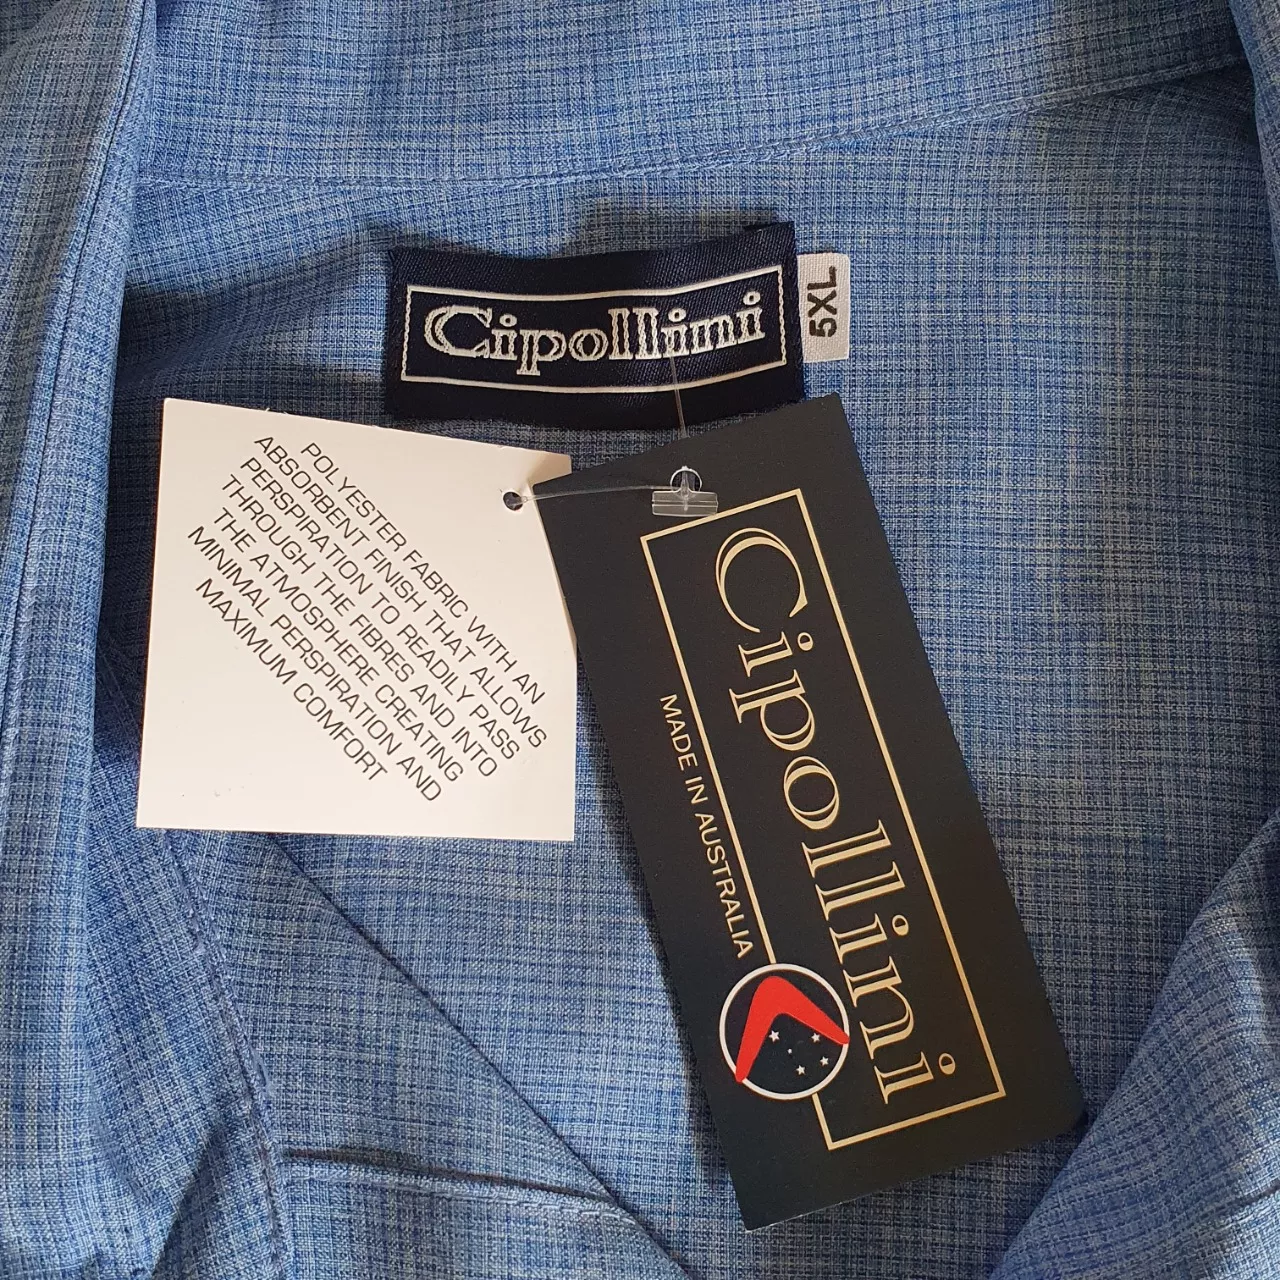 Cipollini
5XL
POLYESTER FABRIC WITH AN
ABSORBENT FINISH THAT ALLOWS
PERSPIRATION TO READILY PASS
THROUGH THE FIBRES AND INTO
THE ATMOSPHERE CREATING
MINIMAL PERSPIRATION AND
MAXIMUM COMFORT
Cipollini
MADE IN AUSTRALIA